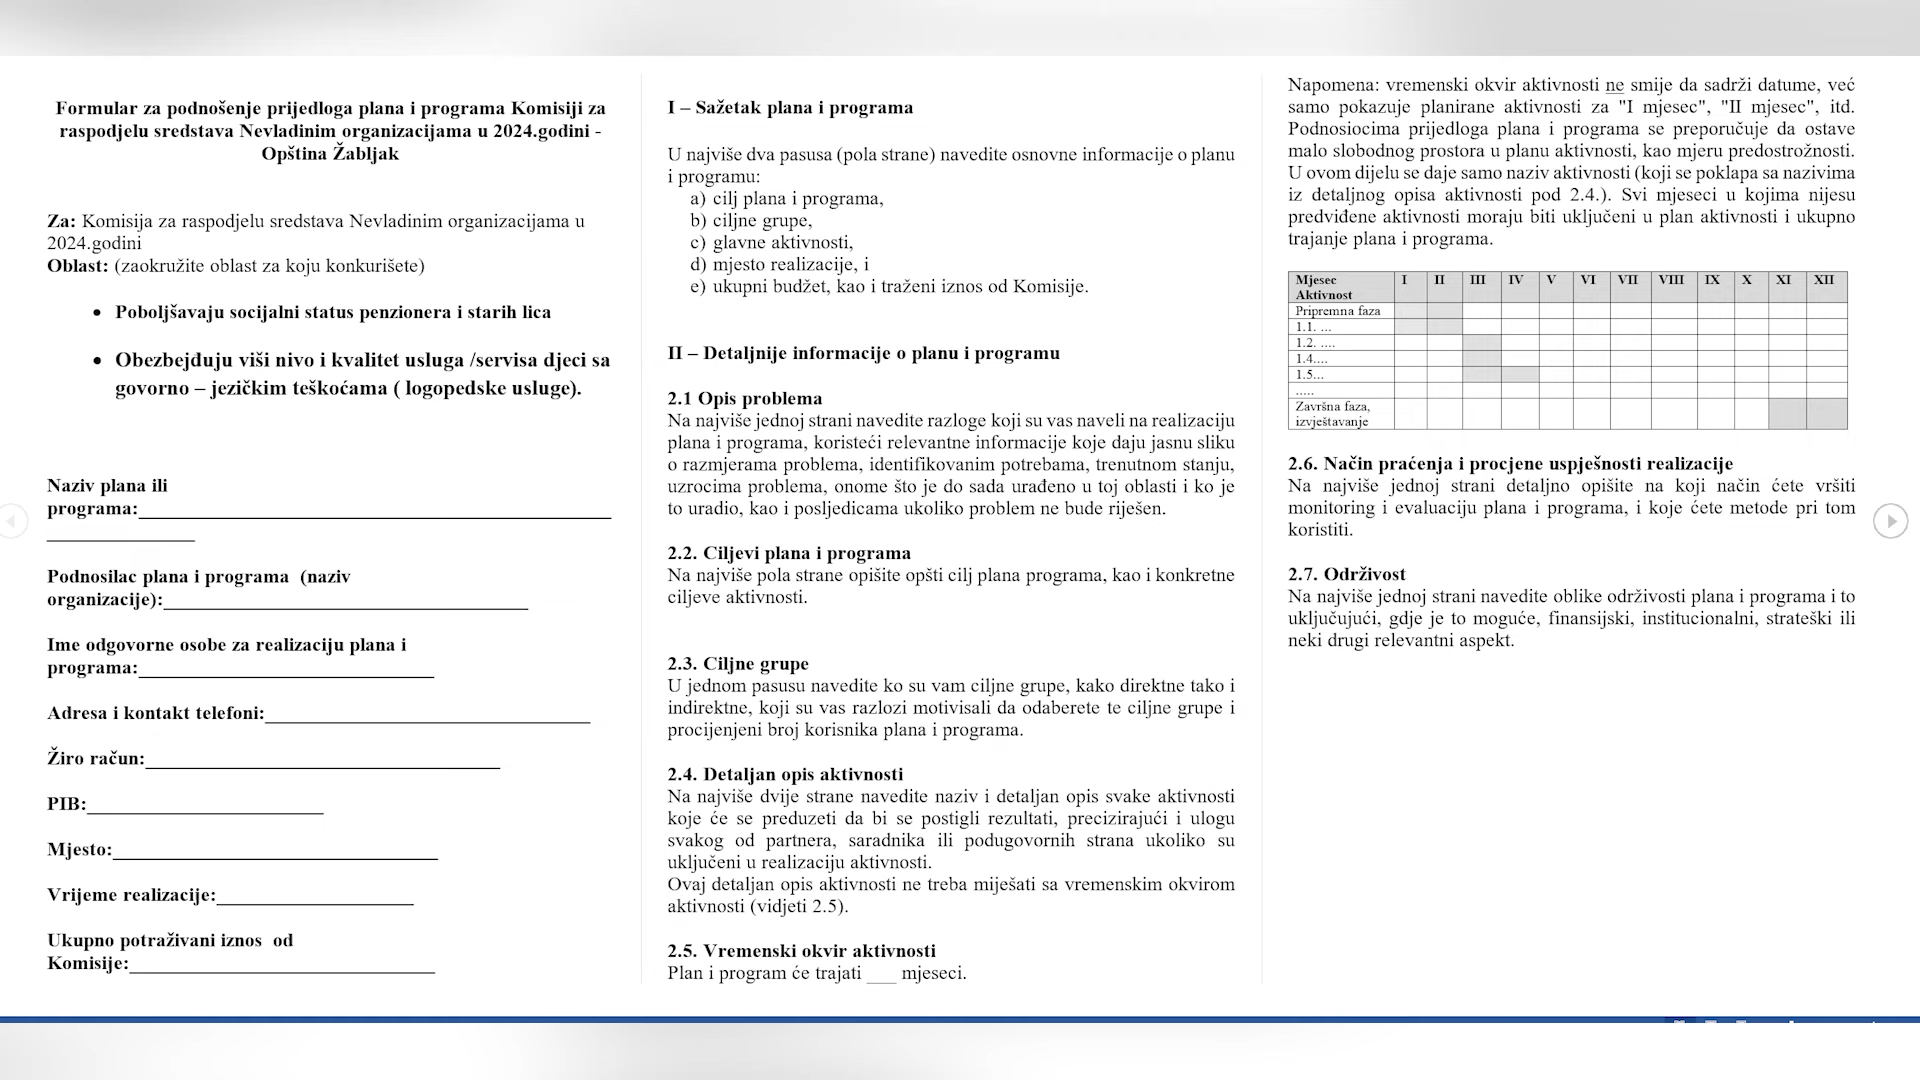 Formular za podnošenje prijedloga plana i programa Komisiji za
raspodjelu sredstava Nevladinim organizacijama u 2024.godini -
Opština Žabljak
Za: Komisija za raspodjelu sredstava Nevladinim organizacijama u
2024.godini
Oblast: (zaokružite oblast za koju konkurišete)
• Poboljšavaju socijalni status penzionera i starih lica
• Obezbejđuju viši nivo i kvalitet usluga /servisa djeci sa
govorno – jezičkim teškoćama ( logopedske usluge).
Naziv plana ili
programa:________________________________________________
_______________
Podnosilac plana i programa (naziv
organizacije):_____________________________________
Ime odgovorne osobe za realizaciju plana i
programa:______________________________
Adresa i kontakt telefoni:_________________________________
Žiro račun:____________________________________
PIB:________________________
Mjesto:_________________________________
Vrijeme realizacije:____________________
Ukupno potraživani iznos od
Komisije:_______________________________
I – Sažetak plana i programa
U najviše dva pasusa (pola strane) navedite osnovne informacije o planu
i programu:
a) cilj plana i programa,
b) ciljne grupe,
c) glavne aktivnosti,
d) mjesto realizacije, i
e) ukupni budžet, kao i traženi iznos od Komisije.
II – Detaljnije informacije o planu i programu
2.1 Opis problema
Na najviše jednoj strani navedite razloge koji su vas naveli na realizaciju
plana i programa, koristeći relevantne informacije koje daju jasnu sliku
o razmjerama problema, identifikovanim potrebama, trenutnom stanju,
uzrocima problema, onome što je do sada urađeno u toj oblasti i ko je
to uradio, kao i posljedicama ukoliko problem ne bude riješen.
2.2. Ciljevi plana i programa
Na najviše pola strane opišite opšti cilj plana programa, kao i konkretne
ciljeve aktivnosti.
2.3. Ciljne grupe
U jednom pasusu navedite ko su vam ciljne grupe, kako direktne tako i
indirektne, koji su vas razlozi motivisali da odaberete te ciljne grupe i
procijenjeni broj korisnika plana i programa.
2.4. Detaljan opis aktivnosti
Na najviše dvije strane navedite naziv i detaljan opis svake aktivnosti
koje će se preduzeti da bi se postigli rezultati, precizirajući i ulogu
svakog od partnera, saradnika ili podugovornih strana ukoliko su
uključeni u realizaciju aktivnosti.
Ovaj detaljan opis aktivnosti ne treba miješati sa vremenskim okvirom
aktivnosti (vidjeti 2.5).
2.5. Vremenski okvir aktivnosti
Plan i program će trajati ___ mjeseci.
Napomena: vremenski okvir aktivnosti ne smije da sadrži datume, već
samo pokazuje planirane aktivnosti za "I mjesec", "II mjesec", itd.
Podnosiocima prijedloga plana i programa se preporučuje da ostave
malo slobodnog prostora u planu aktivnosti, kao mjeru predostrožnosti.
U ovom dijelu se daje samo naziv aktivnosti (koji se poklapa sa nazivima
iz detaljnog opisa aktivnosti pod 2.4.). Svi mjeseci u kojima nijesu
predviđene aktivnosti moraju biti uključeni u plan aktivnosti i ukupno
trajanje plana i programa.
Mjesec I II III IV V VI VII VIII IX X XI XII
Aktivnost
Pripremna faza
1.1. ...
1.2. ....
1.4....
1.5...
.....
Završna faza,
izvještavanje
2.6. Način praćenja i procjene uspješnosti realizacije
Na najviše jednoj strani detaljno opišite na koji način ćete vršiti
monitoring i evaluaciju plana i programa, i koje ćete metode pri tom
koristiti.
2.7. Održivost
Na najviše jednoj strani navedite oblike održivosti plana i programa i to
uključujući, gdje je to moguće, finansijski, institucionalni, strateški ili
neki drugi relevantni aspekt.